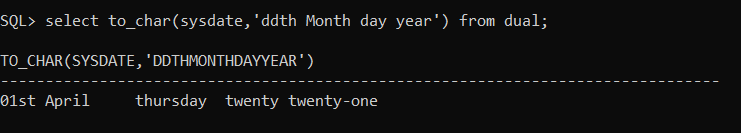 SQL> select to_char(sysdate,'ddth Month day year') from dual;
TO_CHAR(SYSDATE,'DDTHMONTHDAYYEAR')
--------------------------------------------------------------------------------
01st April     thursday  twenty twenty-one